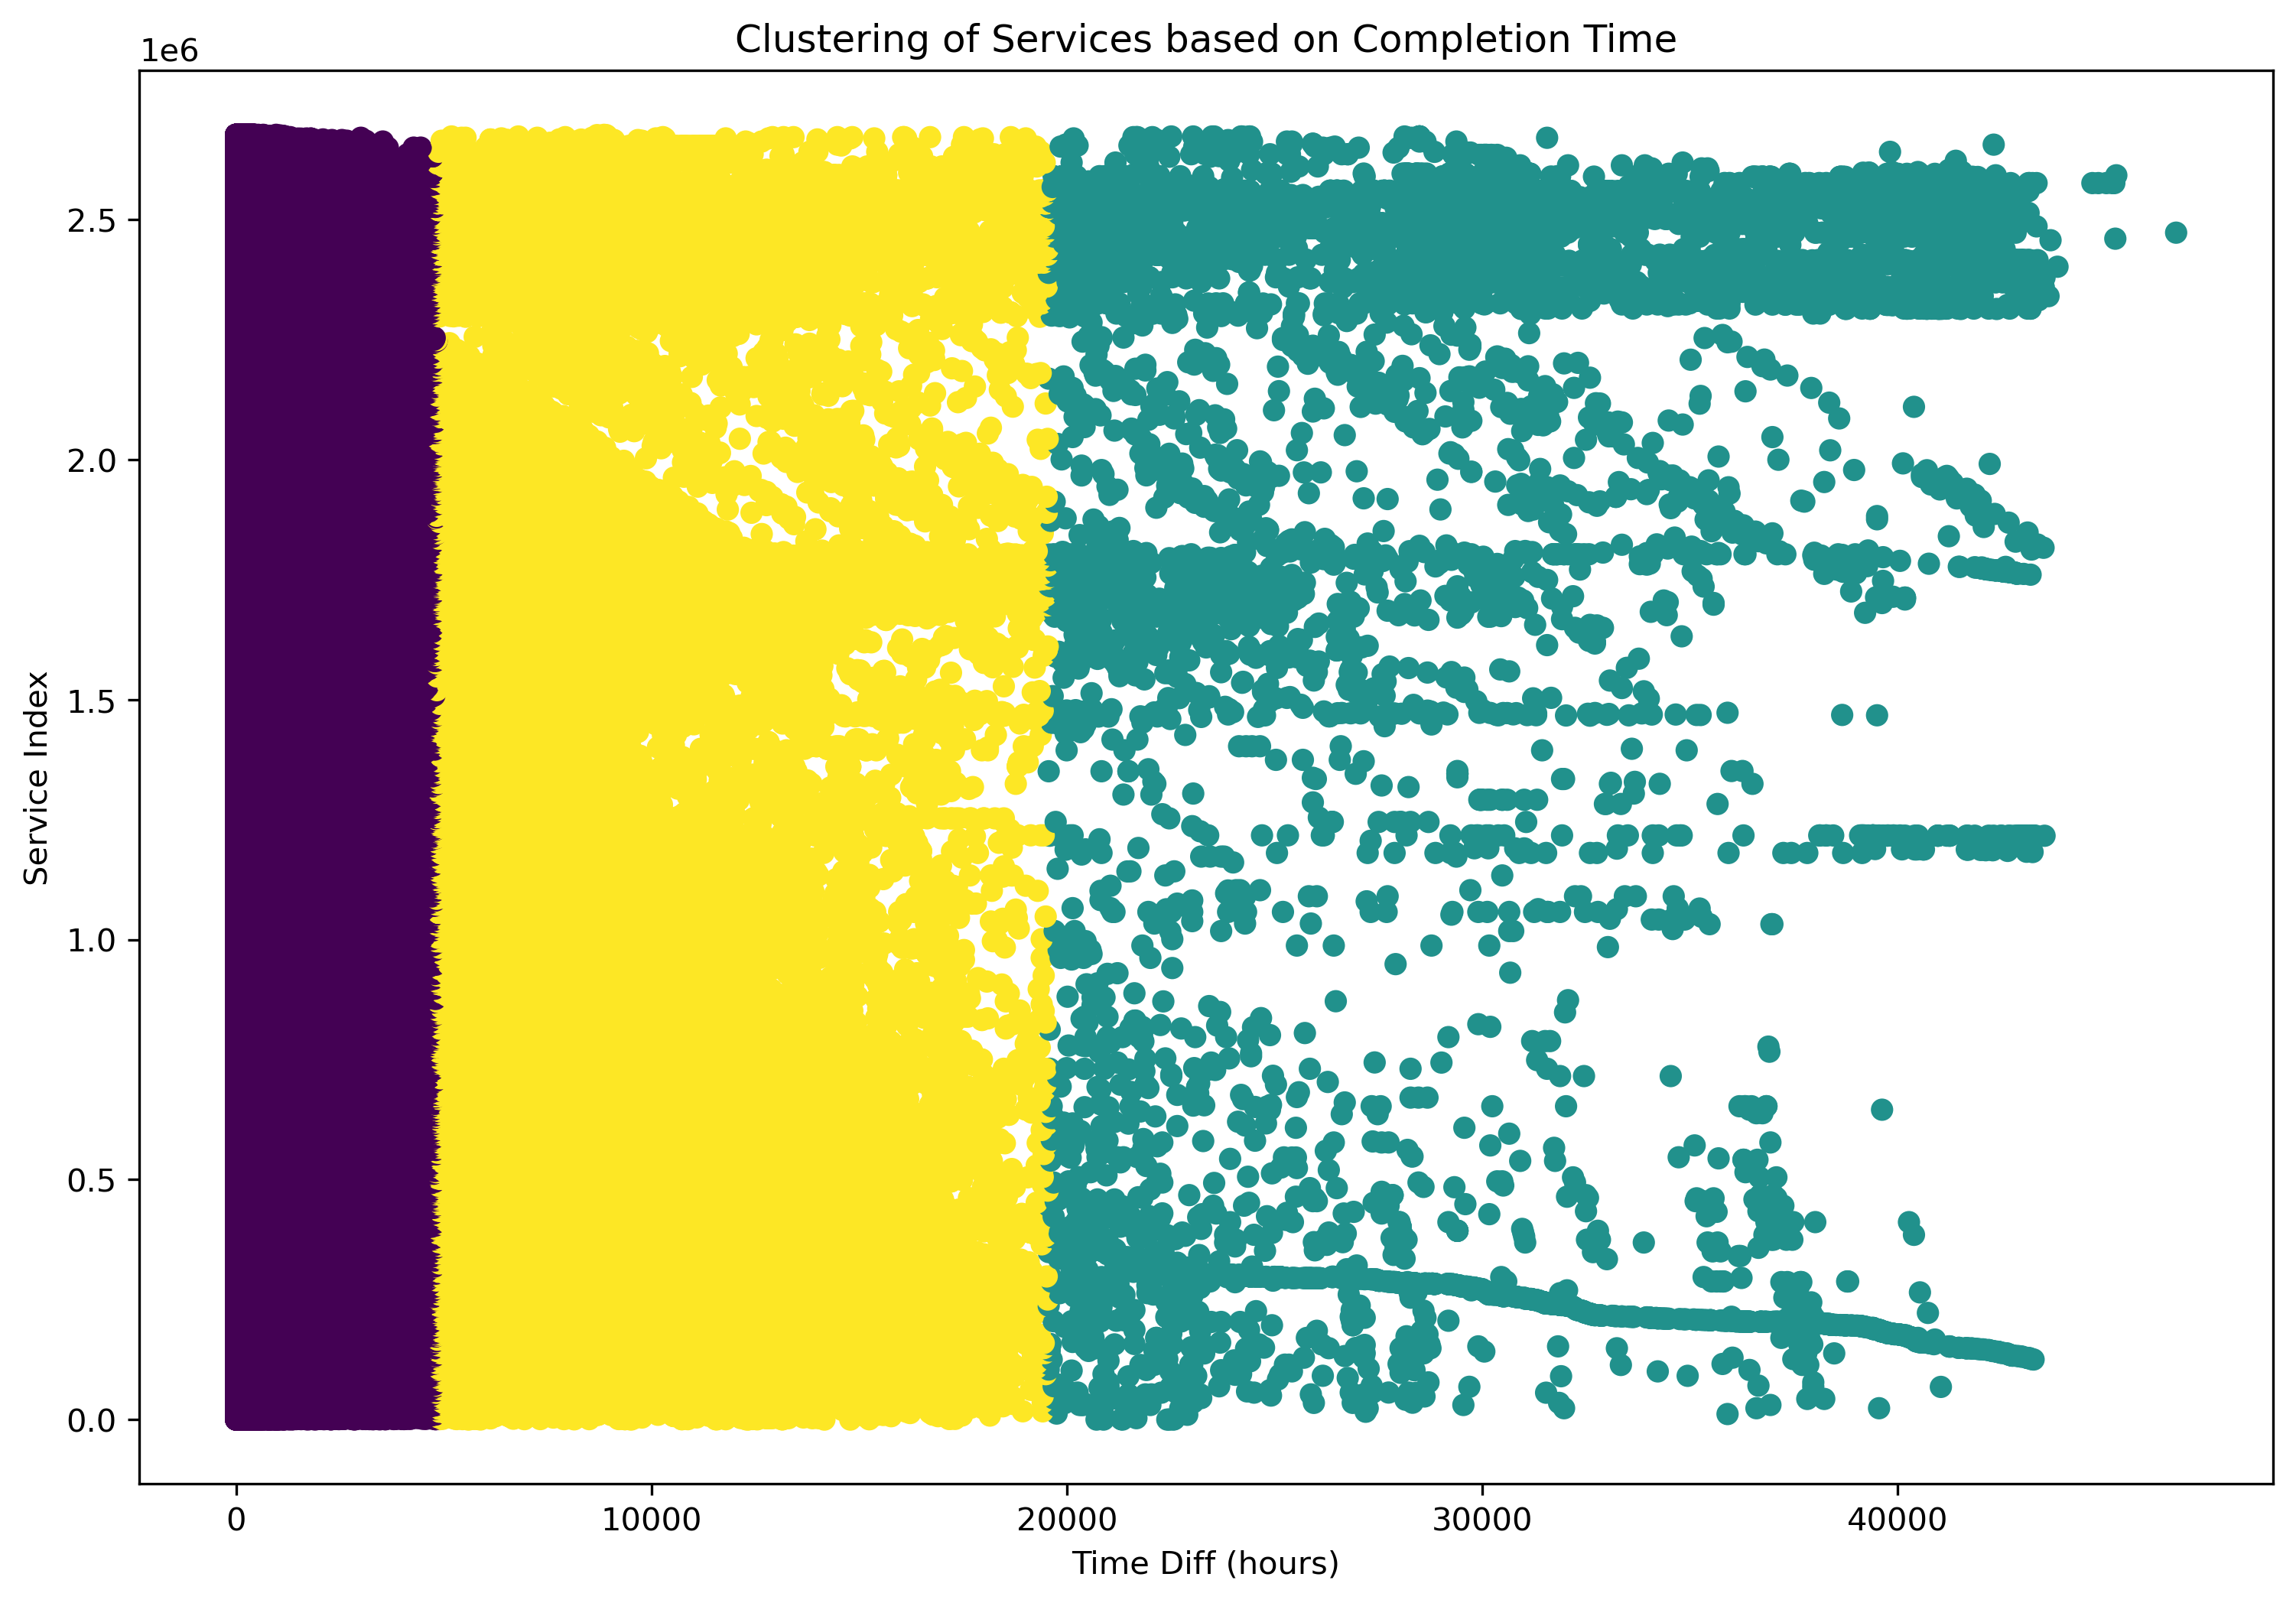 Clustering of Services based on Completion Time
1e6
2.5
2.0
1.5
1.0
0.5
0.0
Service Index
0 10000 20000 30000 40000
Time Diff (hours)